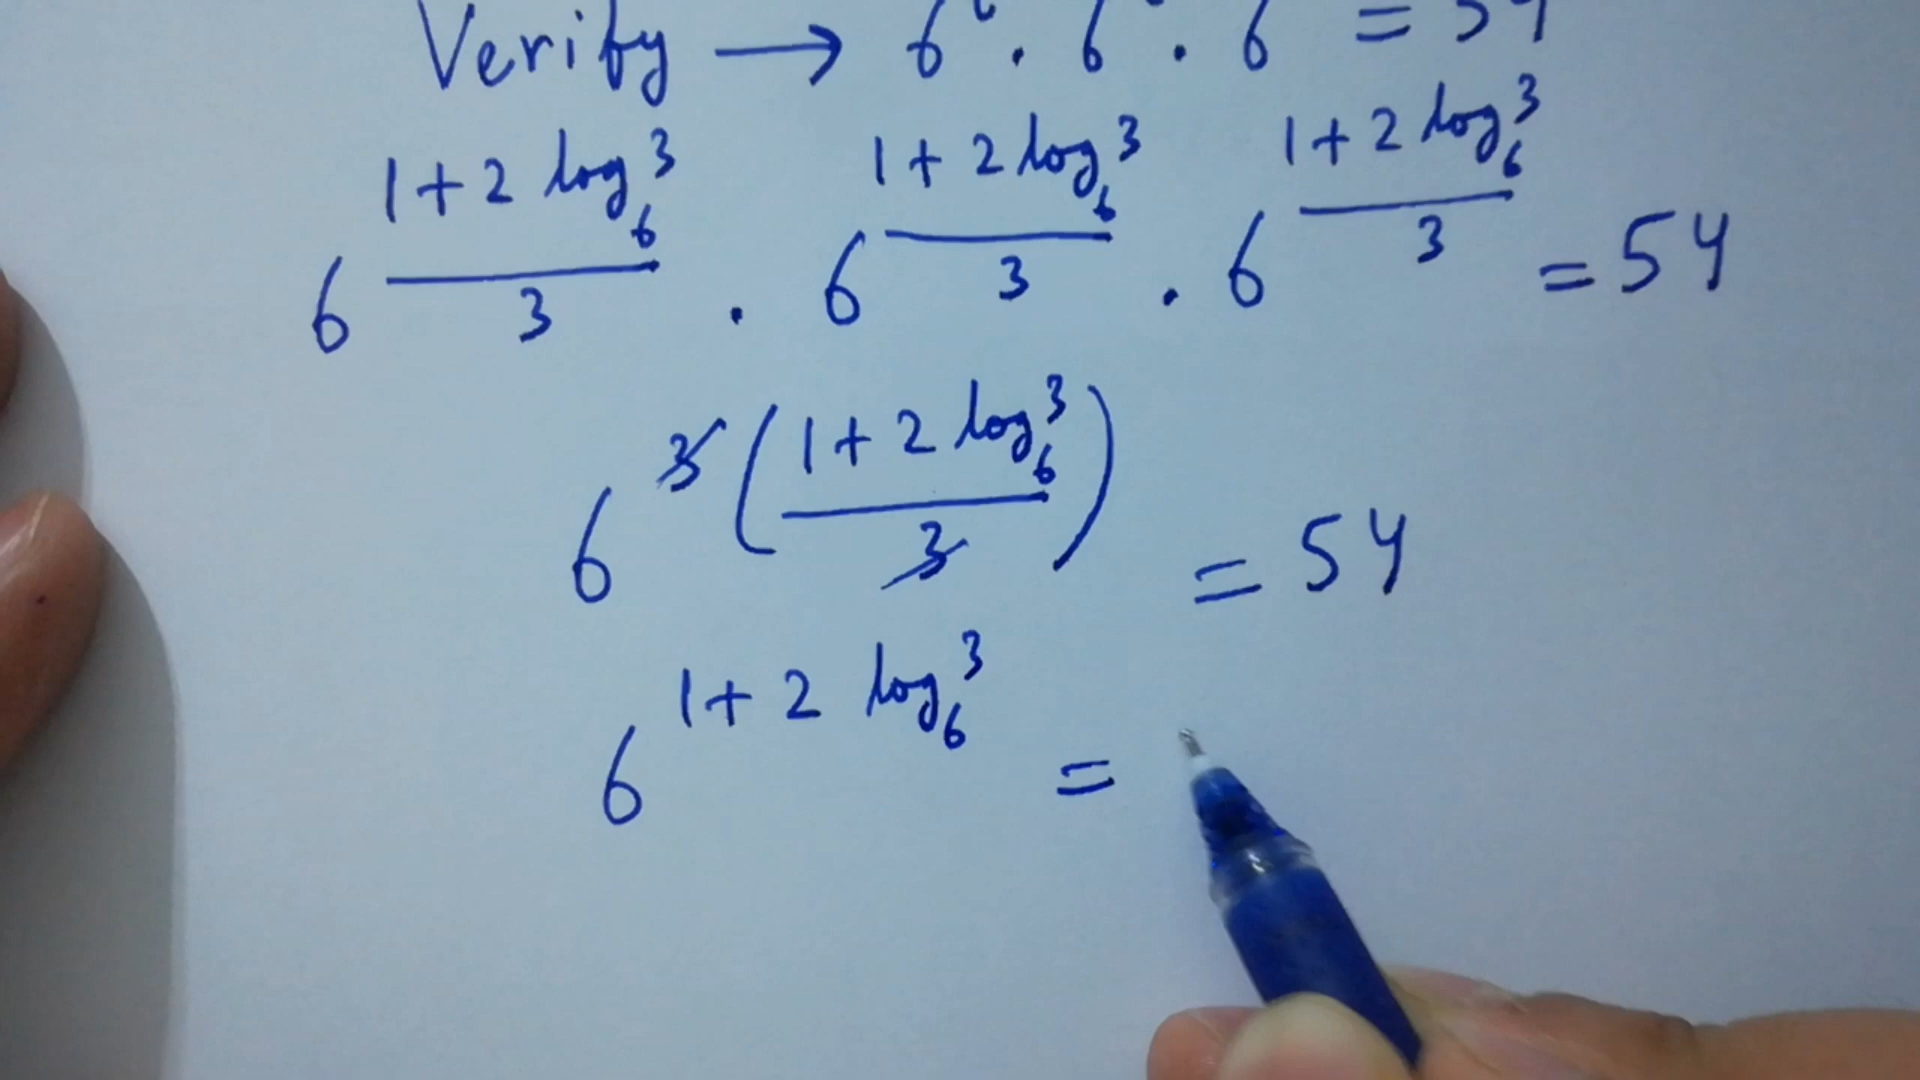 Verify → 6 . 6 . 6 = 54
6^((1+2 log_6 3)/3) . 6^((1+2 log_6 3)/3) . 6^((1+2 log_6 3)/3) = 54
6^(3((1+2 log_6 3)/3)) = 54
6^(1+2 log_6 3) =